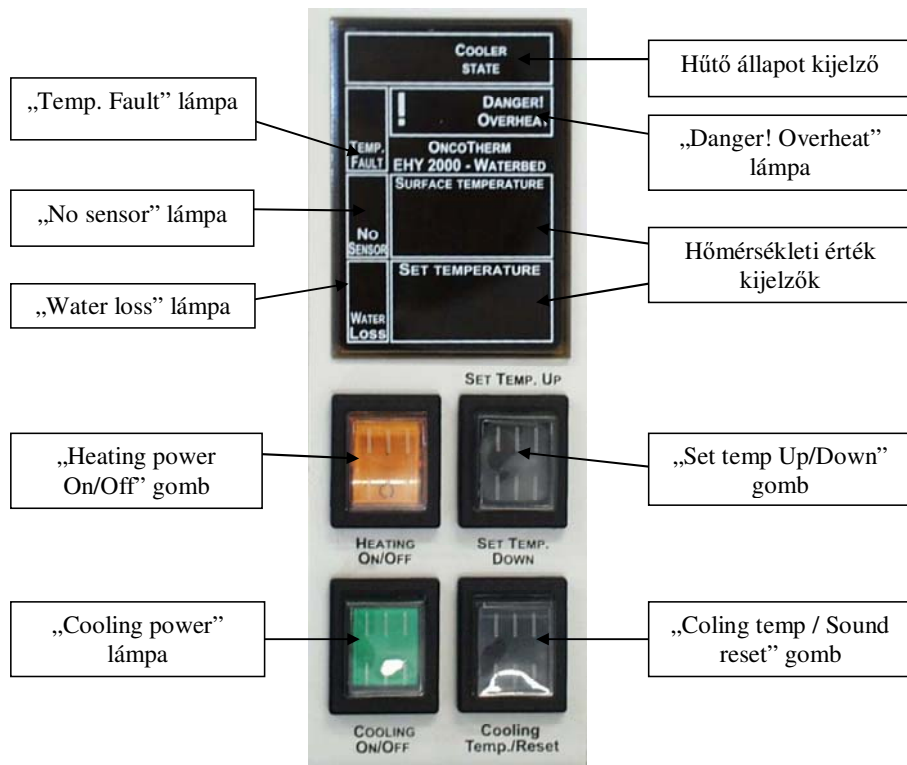 COOLER
STATE
! DANGER!
OVERHEAT
TEMP.
FAULT
ONCOTHERM
EHY 2000 - WATERBED
SURFACE TEMPERATURE
NO
SENSOR
SET TEMPERATURE
WATER
LOSS
SET TEMP. UP
HEATING
ON/OFF
SET TEMP.
DOWN
COOLING
ON/OFF
Cooling
Temp./Reset
„Temp. Fault” lámpa
„No sensor” lámpa
„Water loss” lámpa
„Heating power
On/Off” gomb
„Cooling power”
lámpa
Hűtő állapot kijelző
„Danger! Overheat”
lámpa
Hőmérsékleti érték
kijelzők
„Set temp Up/Down”
gomb
„Coling temp / Sound
reset” gomb